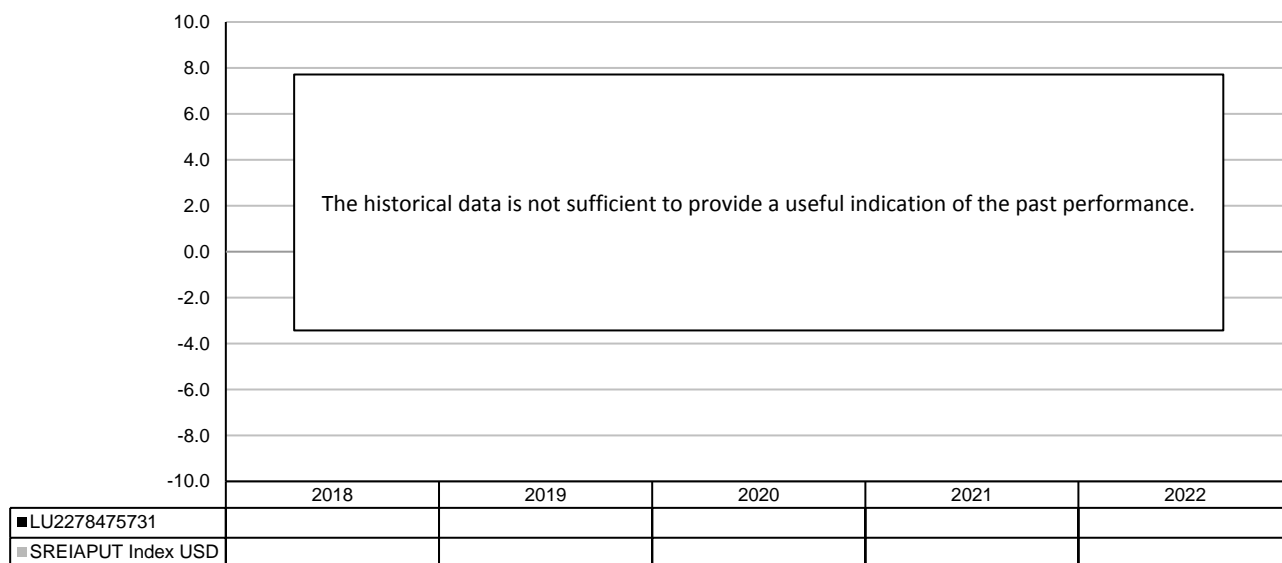 10.0
8.0
6.0
4.0
2.0
0.0
-2.0
-4.0
-6.0
-8.0
-10.0
The historical data is not sufficient to provide a useful indication of the past performance.
2018 2019 2020 2021 2022
LU2278475731
SREIAPUT Index USD